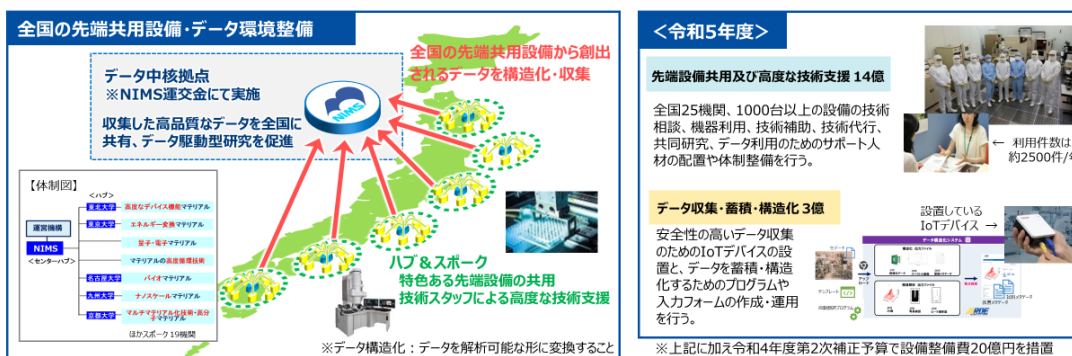 全国の先端共用設備・データ環境整備
データ中核拠点
※NIMS運交金にて実施
収集した高品質なデータを全国に
共有、データ駆動型研究を促進
NIMS
全国の先端共用設備から創出
されるデータを構造化・収集
【体制図】
＜ハブ＞
運営機構
NIMS
＜センターハブ＞
東北大学 高度なデバイス機能マテリアル
東京大学 エネルギー変換マテリアル
量子・電子マテリアル
マテリアルの高度循環技術
名古屋大学 バイオマテリアル
九州大学 ナノスケールマテリアル
京都大学 マルチマテリアル化技術・高分
子マテリアル
ほかスポーク19機関
ハブ＆スポーク
特色ある先端設備の共用
技術スタッフによる高度な技術支援
※データ構造化：データを解析可能な形に変換すること
＜令和5年度＞
先端設備共用及び高度な技術支援 14億
全国25機関、1000台以上の設備の技術
相談、機器利用、技術補助、技術代行、
共同研究、データ利用のためのサポート人
材の配置や体制整備を行う。
← 利用件数は
約2500件/年
データ収集・蓄積・構造化 3億
安全性の高いデータ収集
のためのIoTデバイスの設
置と、データを蓄積・構造
化するためのプログラムや
入力フォームの作成・運用
を行う。
設置している
IoTデバイス →
データ構造化システム
テンプレート
RDE
※上記に加え令和4年度第2次補正予算で設備整備費20億円を措置